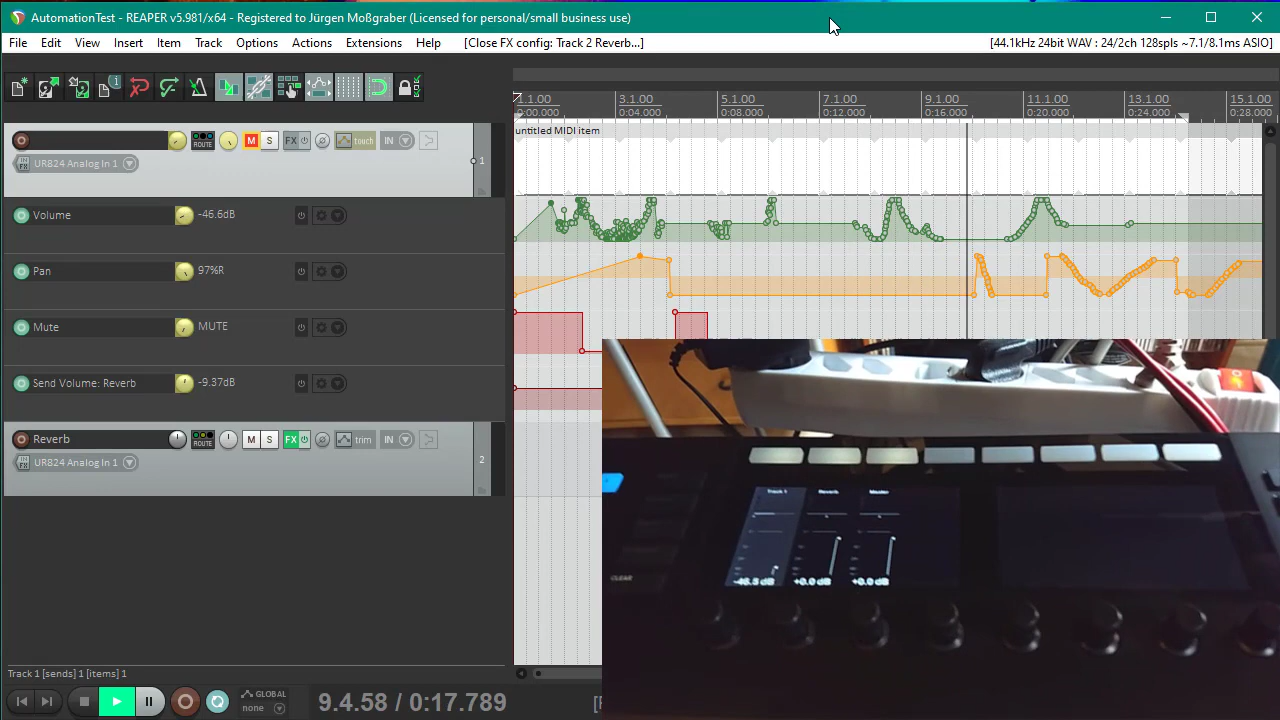 AutomationTest - REAPER v5.981/x64 - Registered to Jürgen Moßgraber (Licensed for personal/small business use)
File Edit View Insert Item Track Options Actions Extensions Help [Close FX config: Track 2 Reverb...] [44.1kHz 24bit WAV : 24/2ch 128spls ~7.1/8.1ms ASIO]
1.1.00 3.1.00 5.1.00 7.1.00 9.1.00 11.1.00 13.1.00 15.1.00
0:00.000 0:04.000 0:08.000 0:12.000 0:16.000 0:20.000 0:24.000 0:28.000
untitled MIDI item
ROUTE M S FX touch IN
IN FX UR824 Analog In 1
1
Volume -46.6dB
Pan 97%R
Mute MUTE
Send Volume: Reverb -9.37dB
Reverb ROUTE M S FX trim IN
IN FX UR824 Analog In 1
2
Track 1 Reverb Master
-46.5 dB +0.0 dB +0.0 dB
CLEAR
Track 1 [sends] 1 [items] 1
GLOBAL
none
9.4.58 / 0:17.789